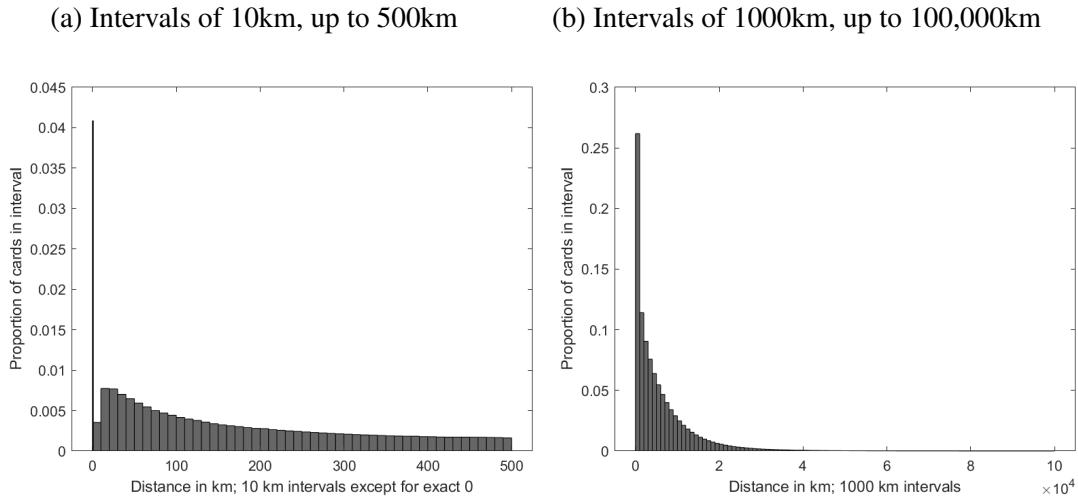 (a) Intervals of 10km, up to 500km
0.045
0.04
0.035
0.03
0.025
0.02
0.015
0.01
0.005
0
Proportion of cards in interval
0 100 200 300 400 500
Distance in km; 10 km intervals except for exact 0
(b) Intervals of 1000km, up to 100,000km
0.3
0.25
0.2
0.15
0.1
0.05
0
Proportion of cards in interval
0 2 4 6 8 10
×10⁴
Distance in km; 1000 km intervals